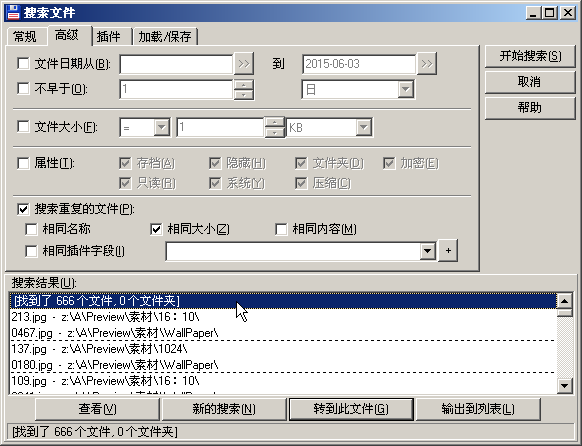 搜索文件
常规 高级 插件 加载/保存
文件日期从(B): >> 到 2015-06-03 >> 开始搜索(S)
不早于(O): 1 日 取消
帮助
文件大小(F): = 1 KB
属性(T): 存档(A) 隐藏(H) 文件夹(D) 加密(E)
只读(R) 系统(Y) 压缩(C)
搜索重复的文件(P):
相同名称 相同大小(Z) 相同内容(M)
相同插件字段(I) +
搜索结果(U):
[找到了 666 个文件, 0 个文件夹]
213.jpg - z:\A\Preview\素材\16：10\
0467.jpg - z:\A\Preview\素材\WallPaper\
137.jpg - z:\A\Preview\素材\1024\
0180.jpg - z:\A\Preview\素材\WallPaper\
109.jpg - z:\A\Preview\素材\16：10\
查看(V) 新的搜索(N) 转到此文件(G) 输出到列表(L)
[找到了 666 个文件, 0 个文件夹]